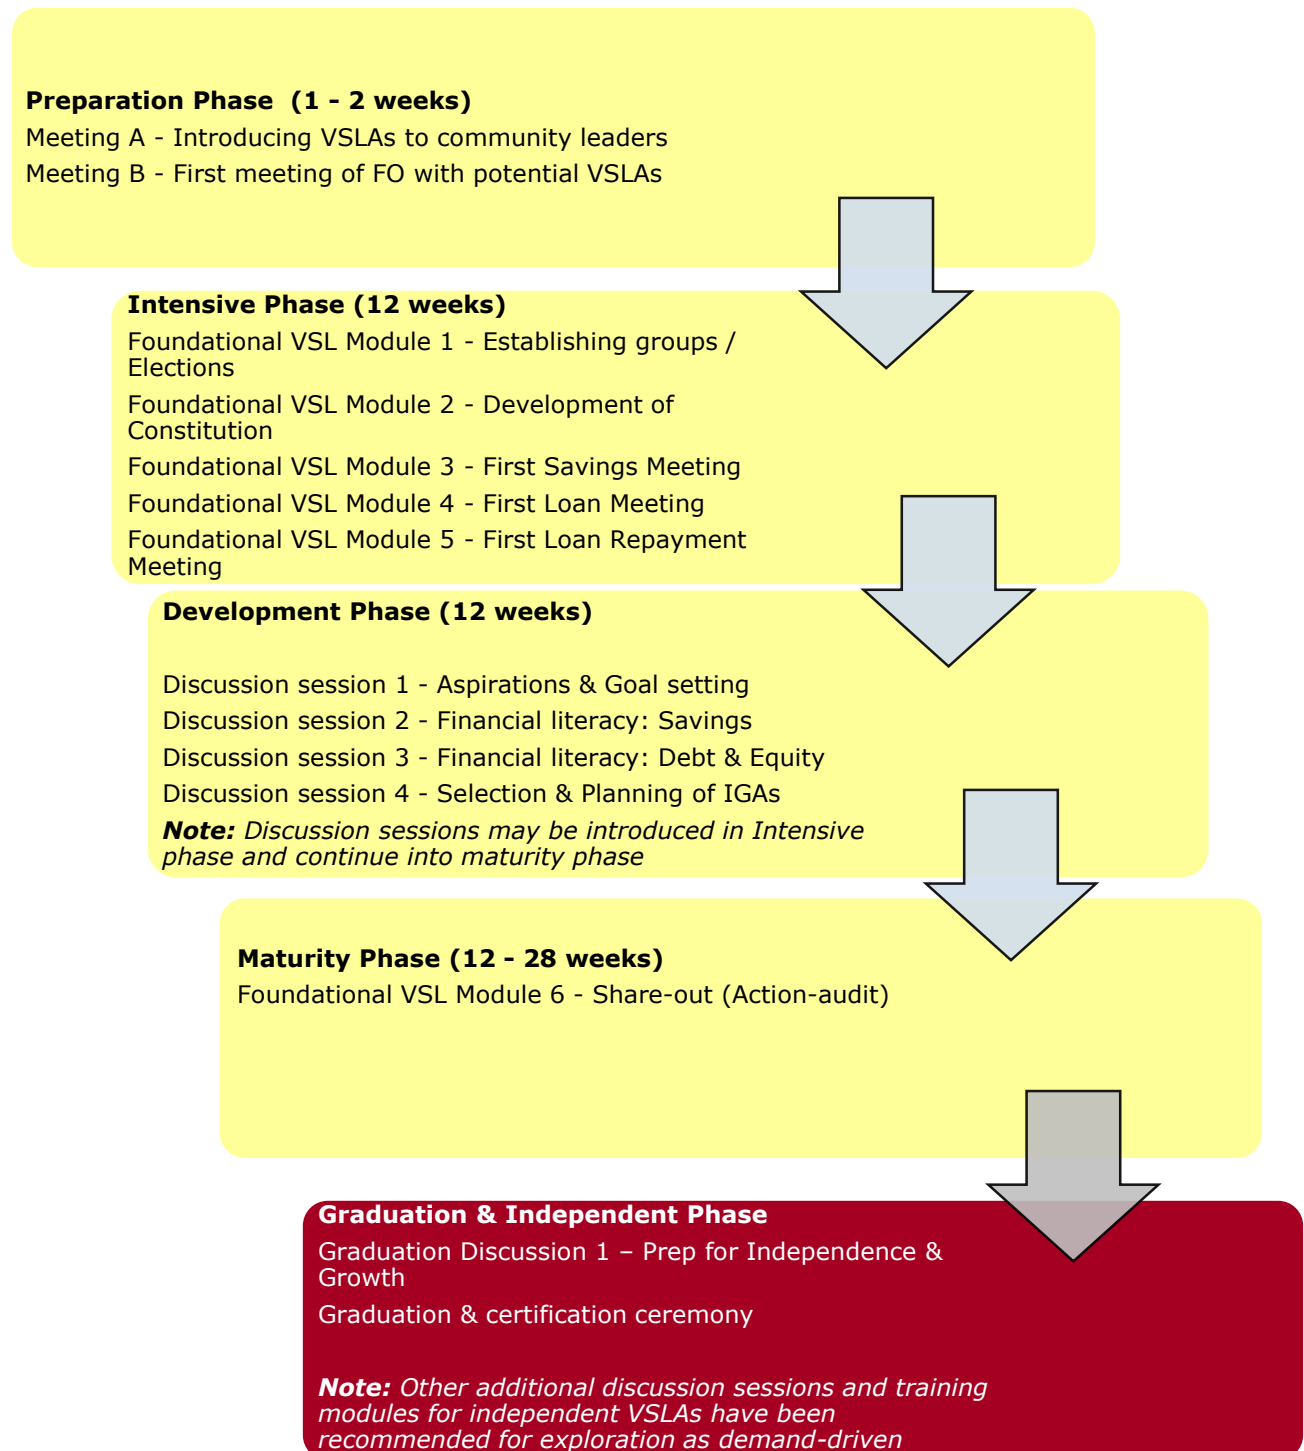 Preparation Phase  (1 - 2 weeks)
Meeting A - Introducing VSLAs to community leaders
Meeting B - First meeting of FO with potential VSLAs
Intensive Phase (12 weeks)
Foundational VSL Module 1 - Establishing groups /
Elections
Foundational VSL Module 2 - Development of
Constitution
Foundational VSL Module 3 - First Savings Meeting
Foundational VSL Module 4 - First Loan Meeting
Foundational VSL Module 5 - First Loan Repayment
Meeting
Development Phase (12 weeks)
Discussion session 1 - Aspirations & Goal setting
Discussion session 2 - Financial literacy: Savings
Discussion session 3 - Financial literacy: Debt & Equity
Discussion session 4 - Selection & Planning of IGAs
Note: Discussion sessions may be introduced in Intensive
phase and continue into maturity phase
Maturity Phase (12 - 28 weeks)
Foundational VSL Module 6 - Share-out (Action-audit)
Graduation & Independent Phase
Graduation Discussion 1 – Prep for Independence &
Growth
Graduation & certification ceremony
Note: Other additional discussion sessions and training
modules for independent VSLAs have been
recommended for exploration as demand-driven